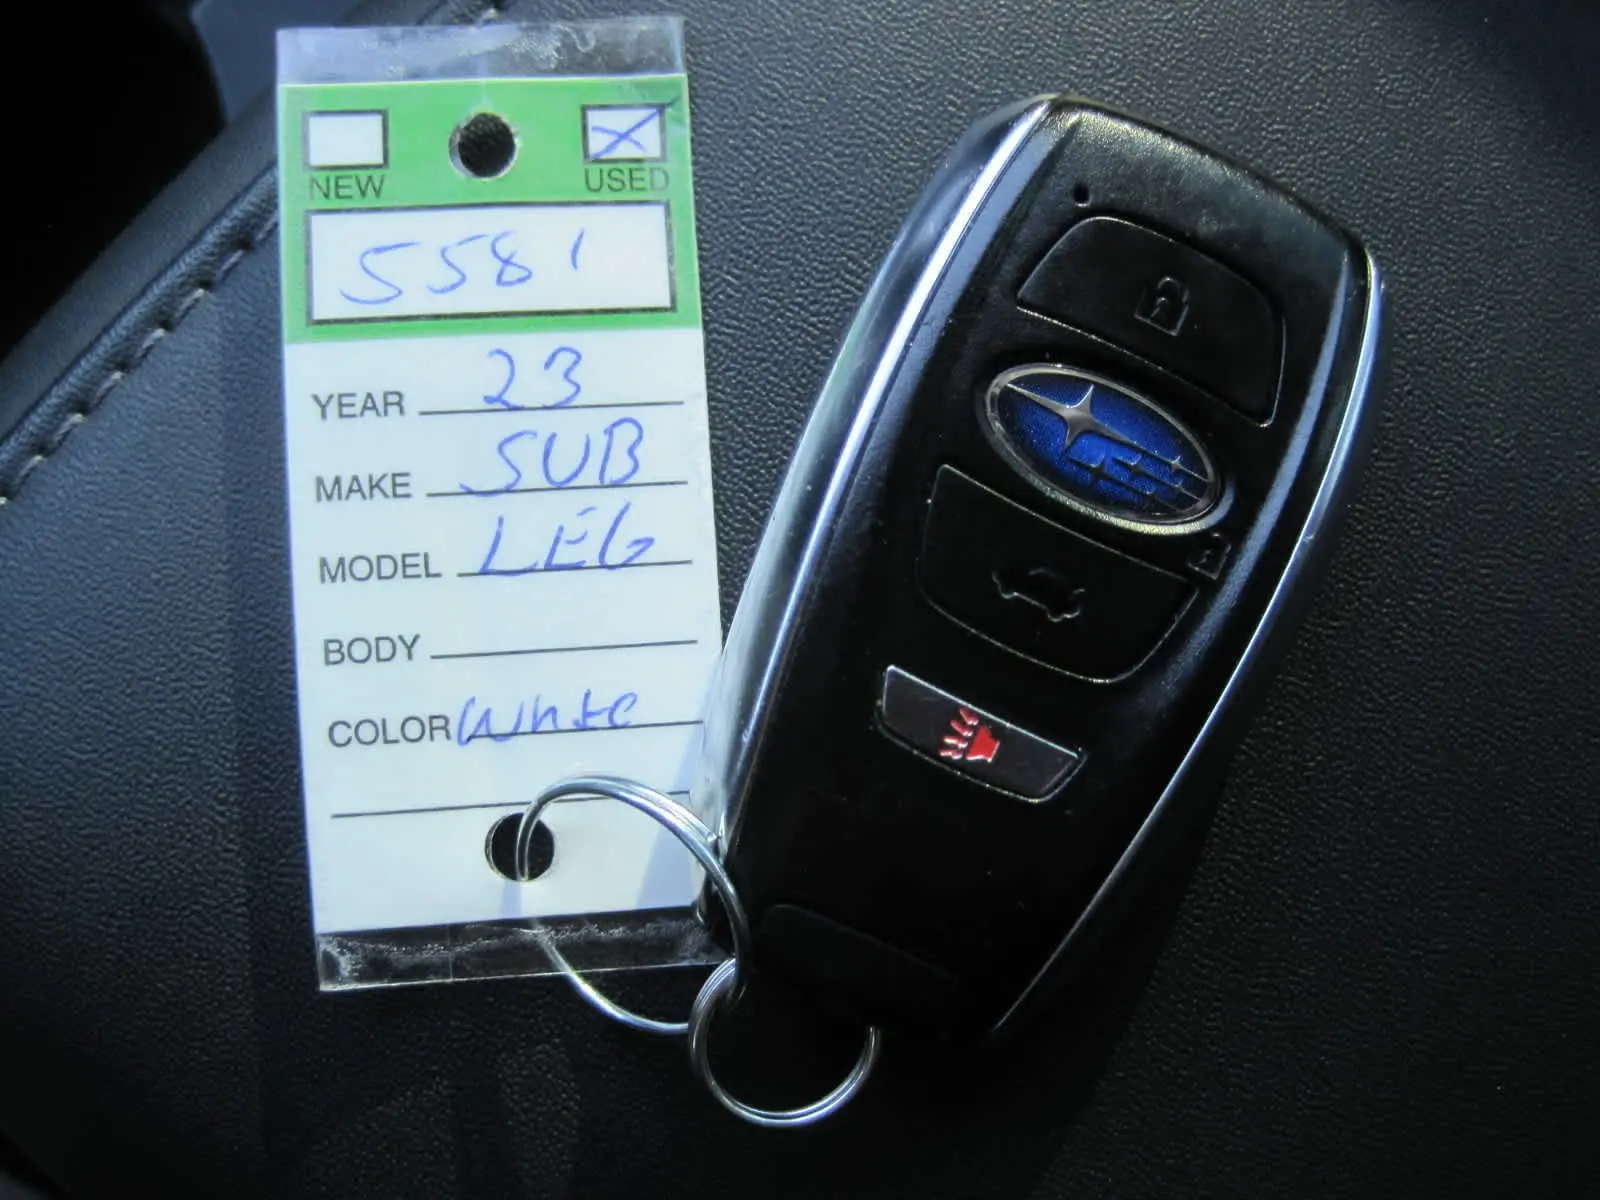 NEW USED
5581
YEAR 23
MAKE SUB
MODEL LEG
BODY
COLOR White